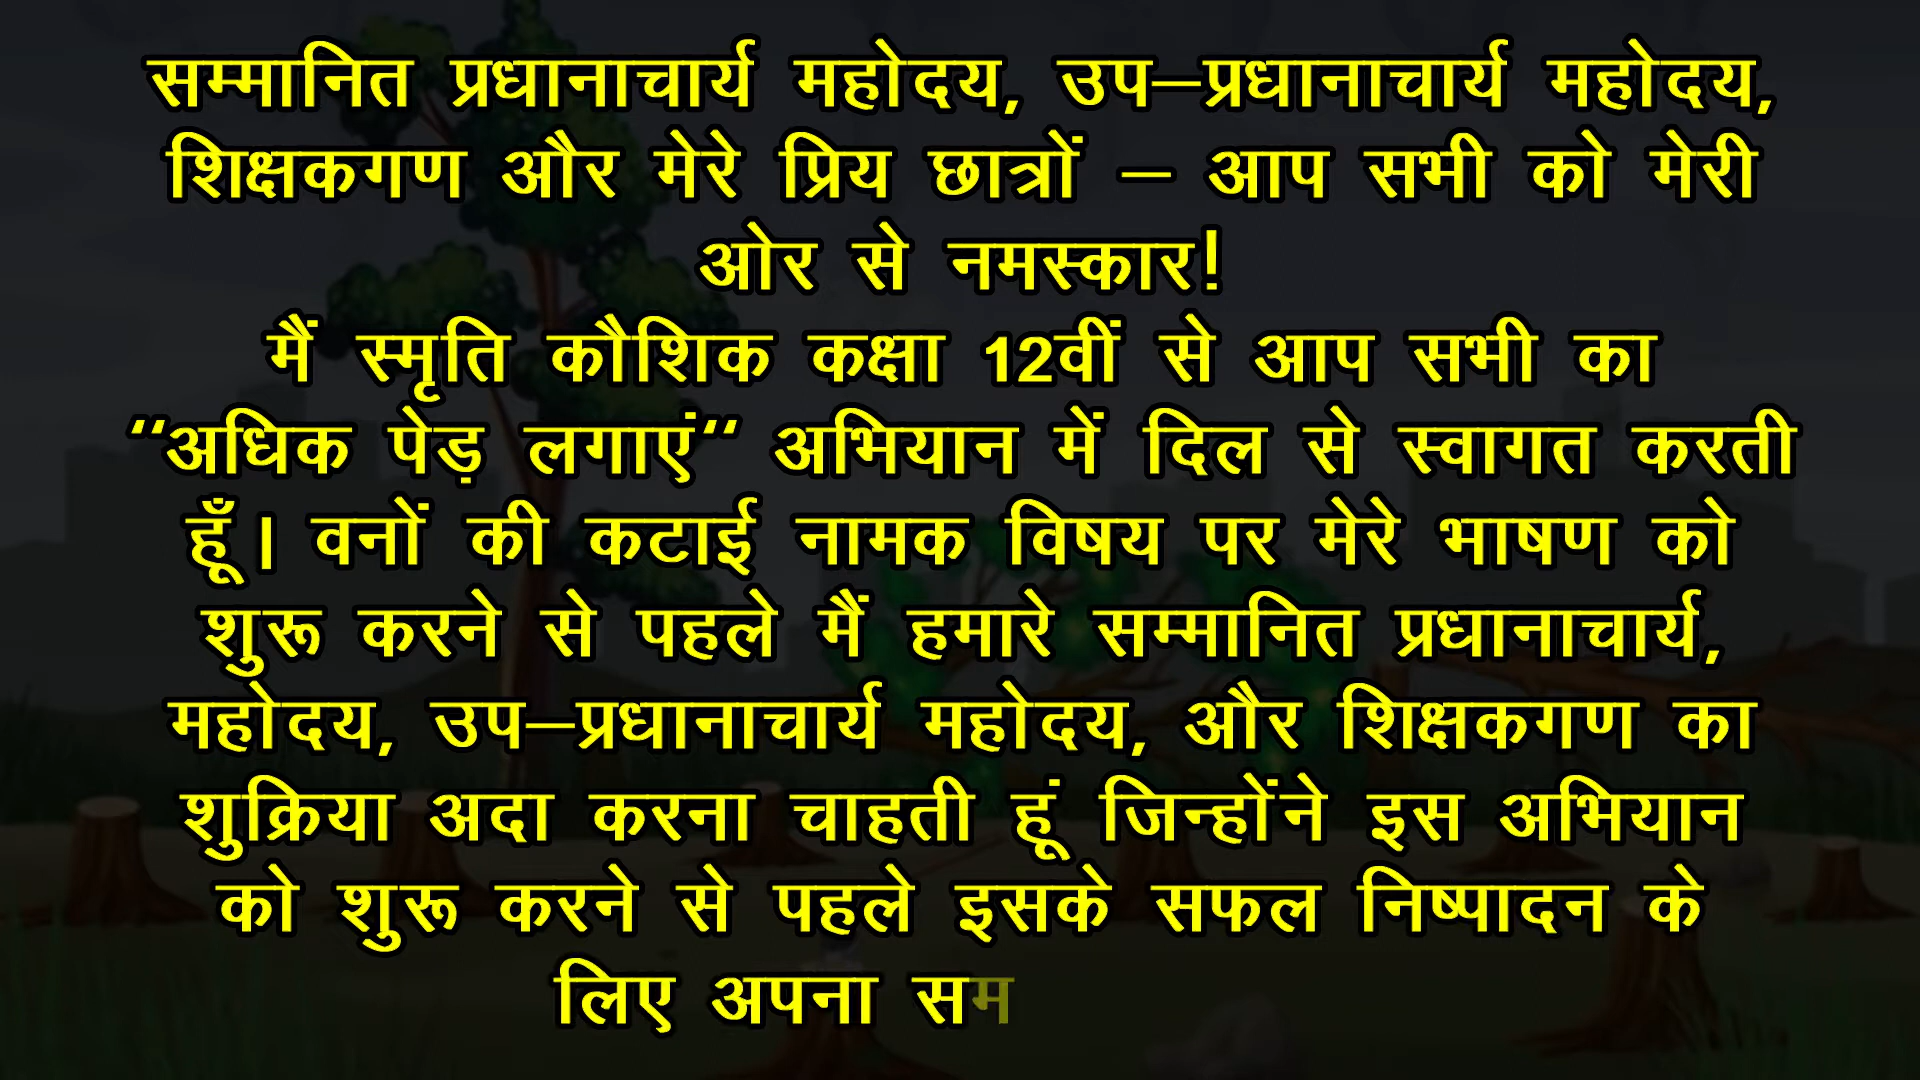 सम्मानित प्रधानाचार्य महोदय, उप–प्रधानाचार्य महोदय,
शिक्षकगण और मेरे प्रिय छात्रों – आप सभी को मेरी
ओर से नमस्कार!
मैं स्मृति कौशिक कक्षा 12वीं से आप सभी का
“अधिक पेड़ लगाएं” अभियान में दिल से स्वागत करती
हूँ। वनों की कटाई नामक विषय पर मेरे भाषण को
शुरू करने से पहले मैं हमारे सम्मानित प्रधानाचार्य,
महोदय, उप–प्रधानाचार्य महोदय, और शिक्षकगण का
शुक्रिया अदा करना चाहती हूं जिन्होंने इस अभियान
को शुरू करने से पहले इसके सफल निष्पादन के
लिए अपना सम